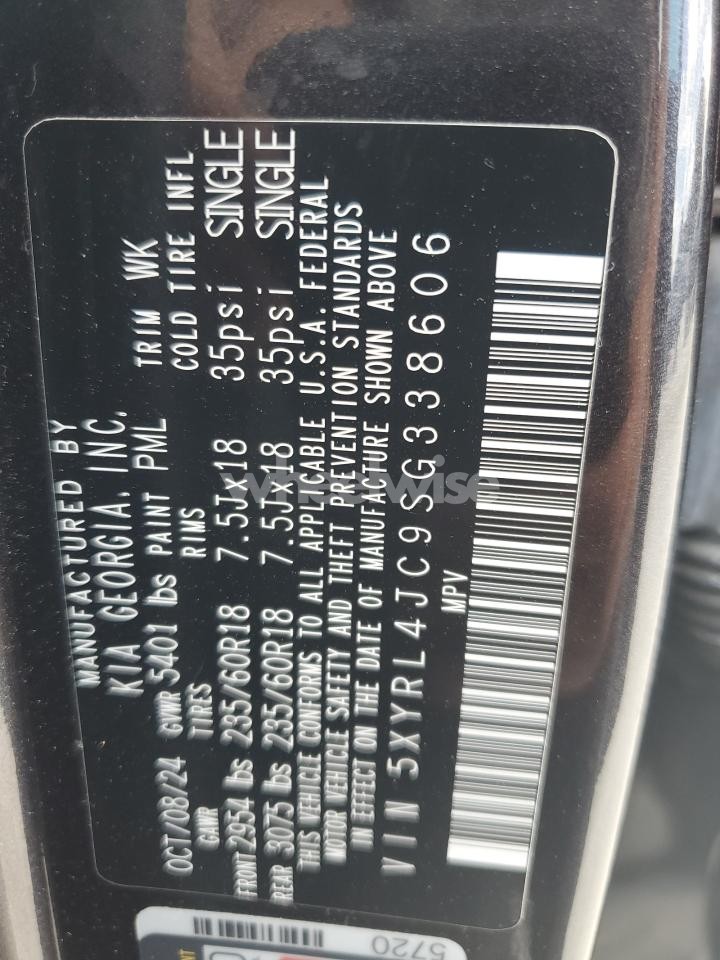 MANUFACTURED BY
KIA GEORGIA, INC.
OCT/08/24 GVWR 5401 lbs PAINT PML TRIM WK
GAWR TIRES RIMS COLD TIRE INFL
FRONT 2954 lbs 235/60R18 7.5Jx18 35psi SINGLE
REAR 3075 lbs 235/60R18 7.5Jx18 35psi SINGLE
THIS VEHICLE CONFORMS TO ALL APPLICABLE U.S.A. FEDERAL
MOTOR VEHICLE SAFETY AND THEFT PREVENTION STANDARDS
IN EFFECT ON THE DATE OF MANUFACTURE SHOWN ABOVE
VIN 5XYRL4JC9SG338606
MPV
5720
wheelwise